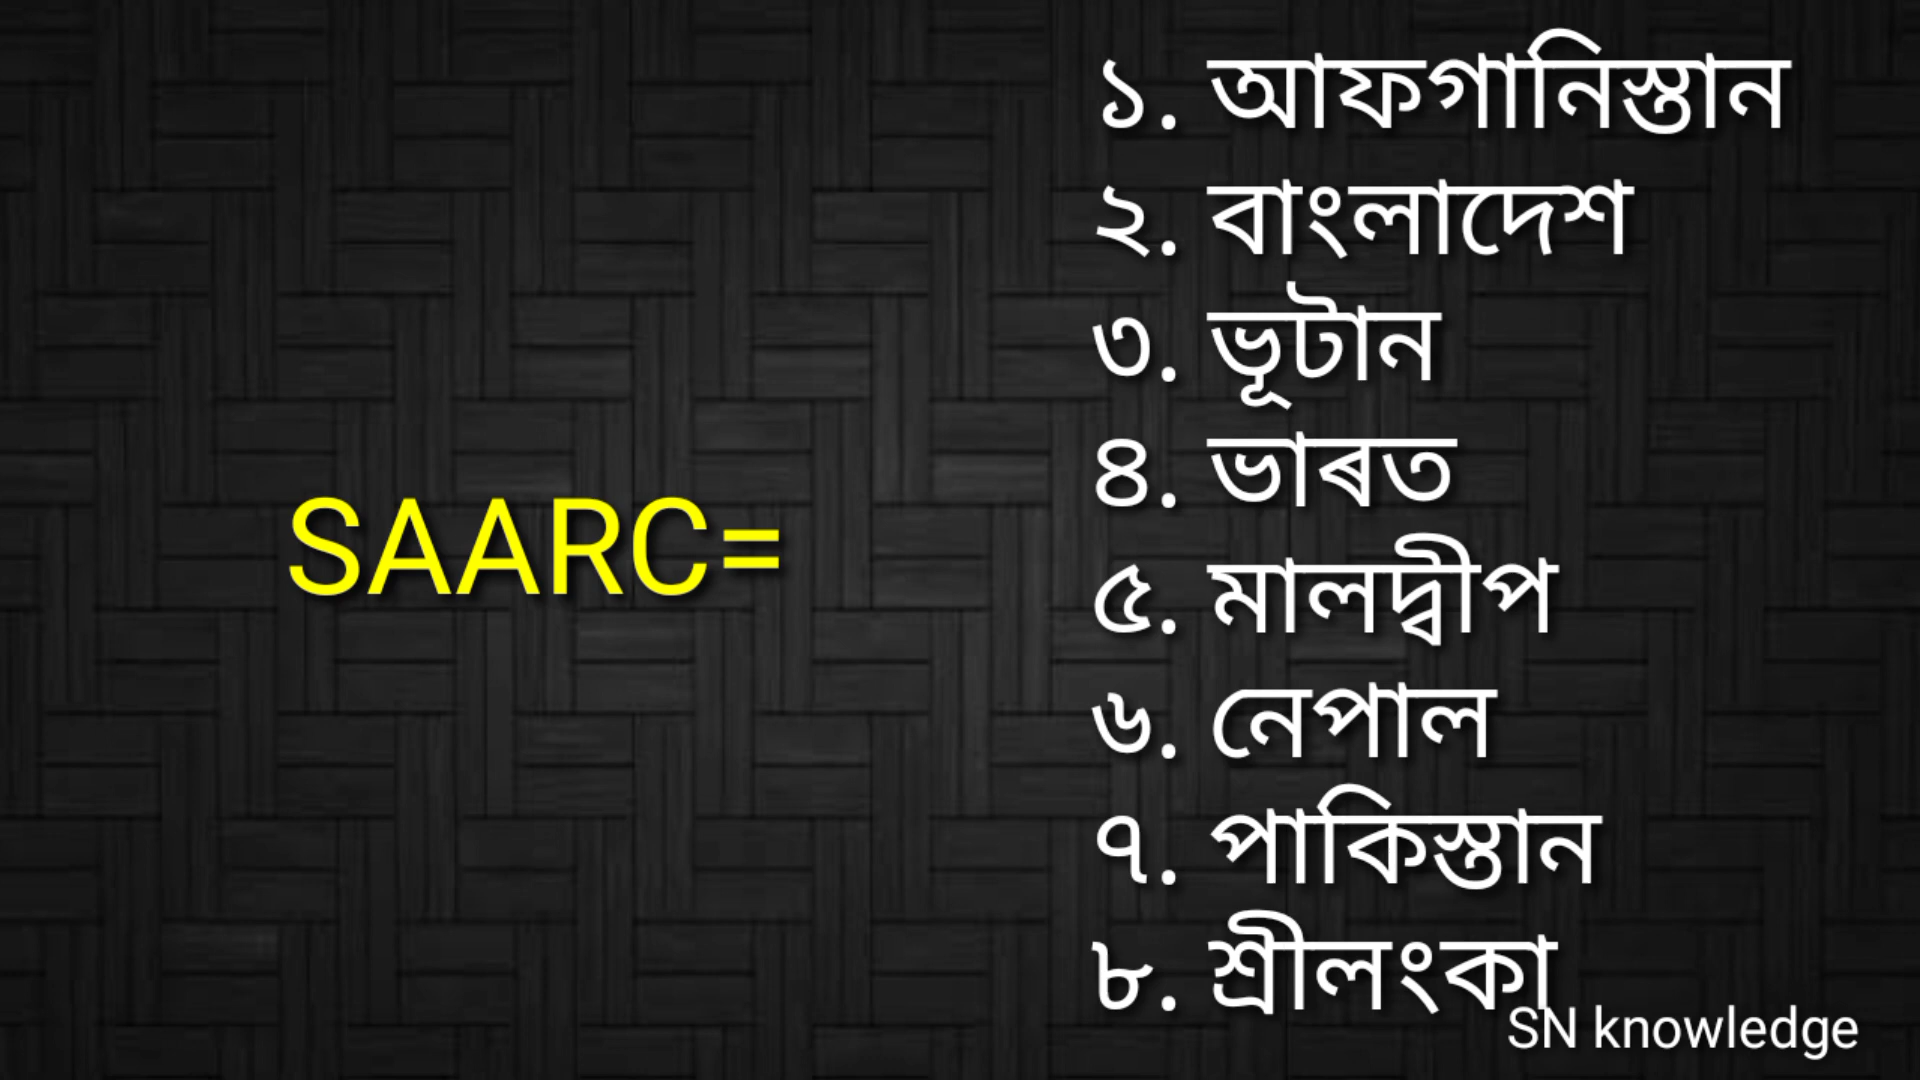 SAARC=
১. আফগানিস্তান
২. বাংলাদেশ
৩. ভূটান
৪. ভাৰত
৫. মালদ্বীপ
৬. নেপাল
৭. পাকিস্তান
৮. শ্ৰীলংকা
SN knowledge